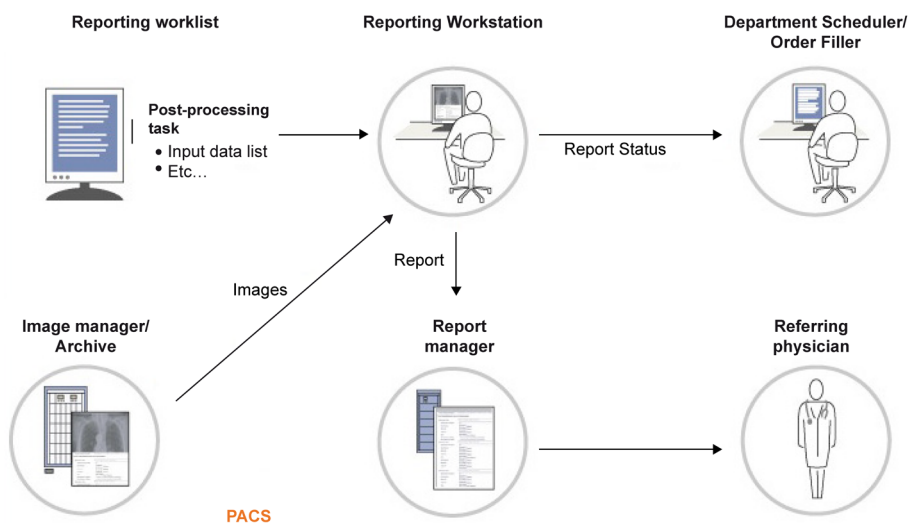 Reporting worklist
Reporting Workstation
Department Scheduler/
Order Filler
Post-processing
task
• Input data list
• Etc...
Report Status
Images
Report
Image manager/
Archive
Report
manager
Referring
physician
PACS